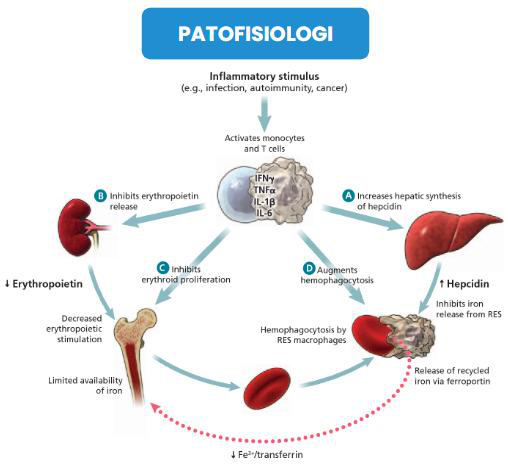 PATOFISIOLOGI
Inflammatory stimulus
(e.g., infection, autoimmunity, cancer)
Activates monocytes
and T cells
IFNγ
TNFα
IL-1β
IL-6
B Inhibits erythropoietin
release
A Increases hepatic synthesis
of hepcidin
C Inhibits
erythroid proliferation
D Augments
hemophagocytosis
↓ Erythropoietin
↑ Hepcidin
Inhibits iron
release from RES
Decreased
erythropoietic
stimulation
Hemophagocytosis by
RES macrophages
Limited availability
of iron
Release of recycled
iron via ferroportin
↓ Fe³⁺/transferrin